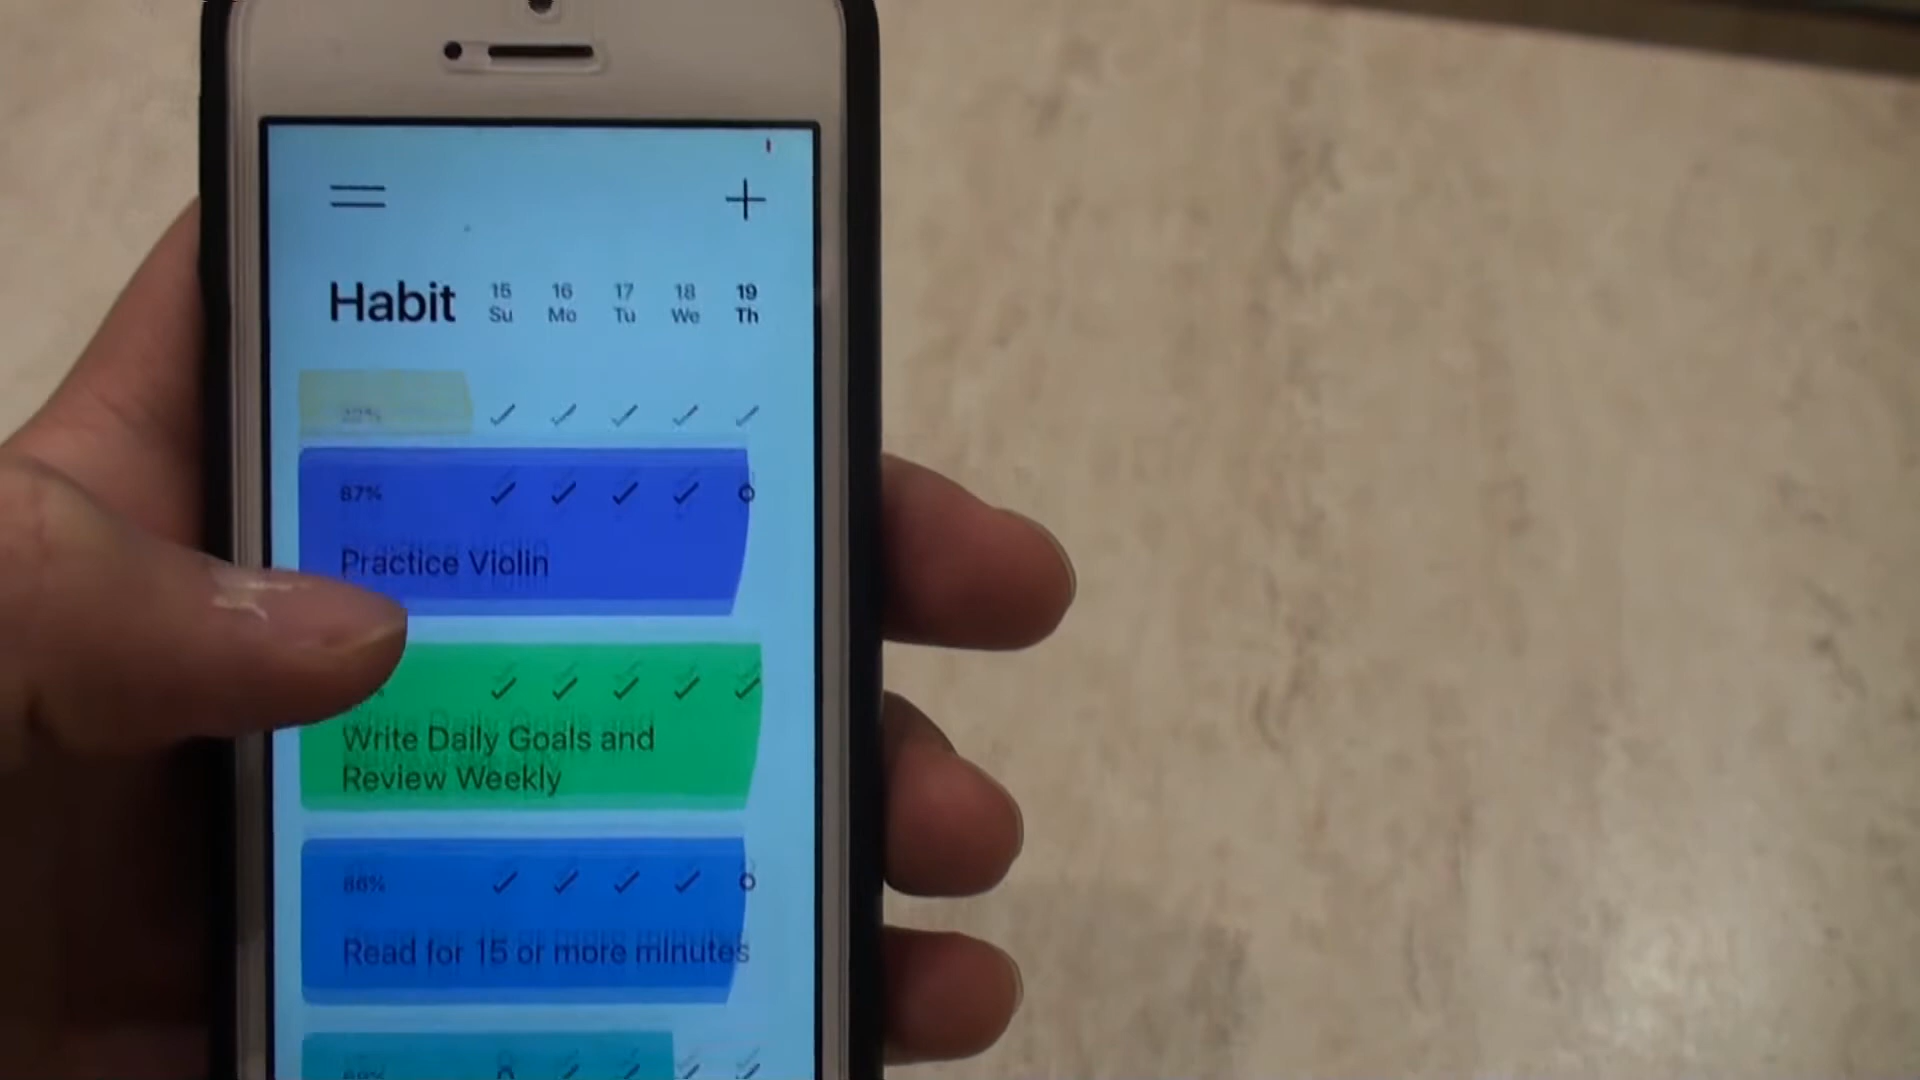 Habit
15 16 17 18 19
Su Mo Tu We Th
87%
Practice Violin
Write Daily Goals and
Review Weekly
86%
Read for 15 or more minutes